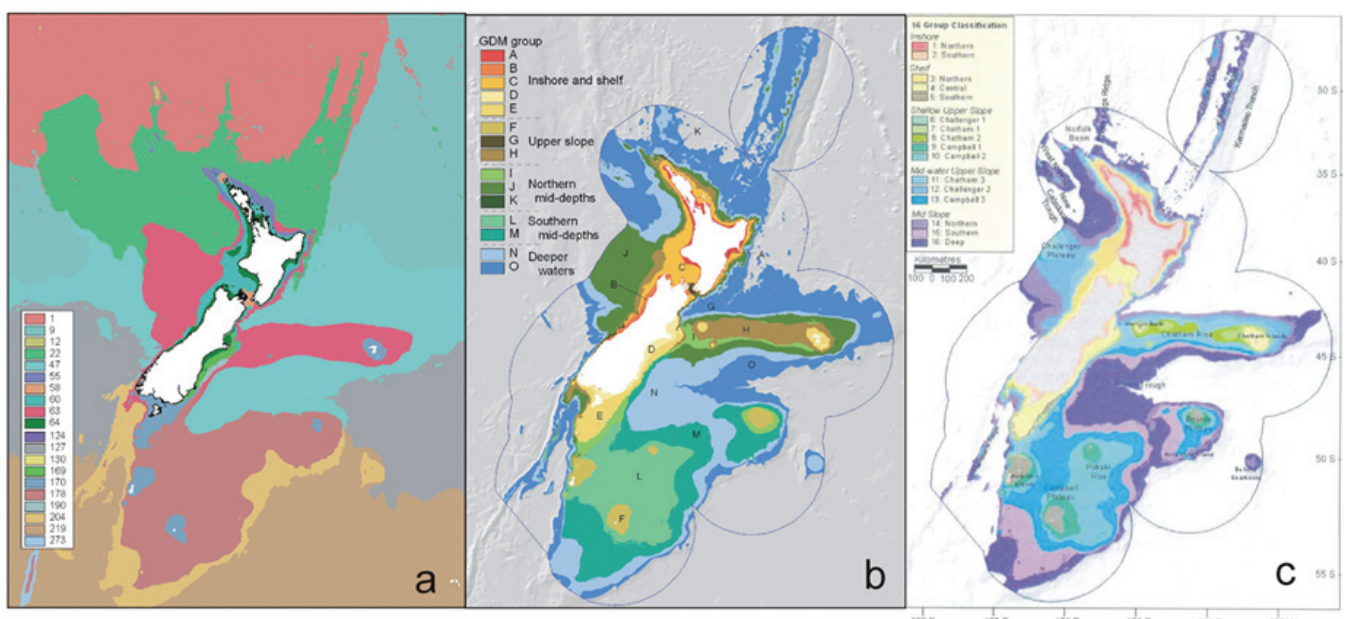 1
9
12
22
47
55
58
60
63
64
124
127
130
169
170
178
190
204
219
273
a
GDM group
A
B
C
D
E
Inshore and shelf
F
G
H
Upper slope
I
J
K
Northern
mid-depths
L
M
Southern
mid-depths
N
O
Deeper
waters
K
J
A
C
B
G
H
I
D
O
N
E
M
L
F
b
16 Group Classification
Inshore
1: Northern
2: Southern
Shelf
3: Northern
4: Central
5: Southern
Shallow Upper Slope
6: Challenger 1
7: Chatham 1
8: Chatham 2
9: Campbell 1
10: Campbell 2
Mid-water Upper Slope
11: Chatham 3
12: Challenger 2
13: Campbell 3
Mid Slope
14: Northern
15: Southern
16: Deep
Kilometres
100 0 100 200
Norfolk
Basin
Kermadec Trench
Caledonia
Trough
Challenger
Plateau
Chatham Rise
Chatham Islands
Trough
Pukaki
Rise
Plateau
30 S
35 S
40 S
45 S
50 S
55 S
c